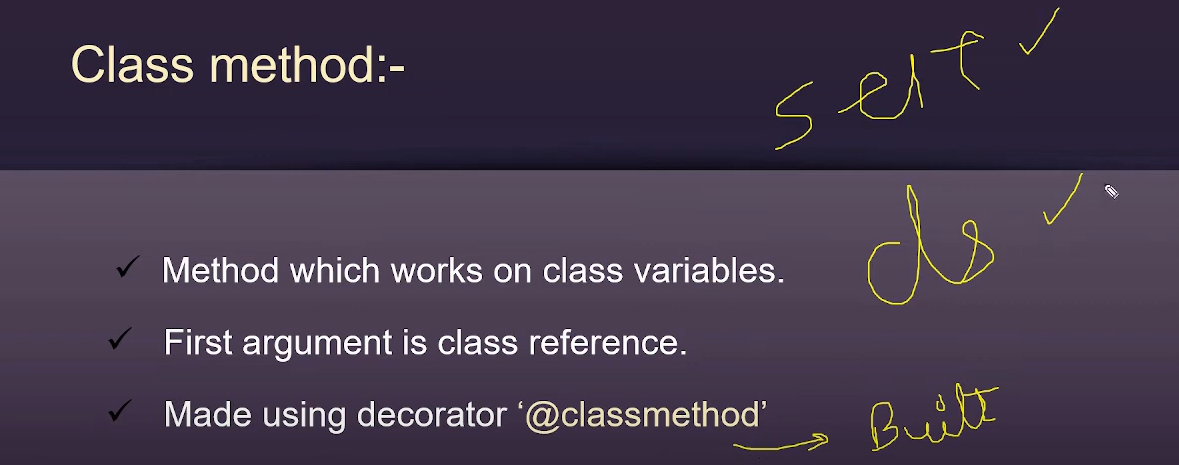 Class method:-
self
cls
Method which works on class variables.
First argument is class reference.
Made using decorator ‘@classmethod’
Built